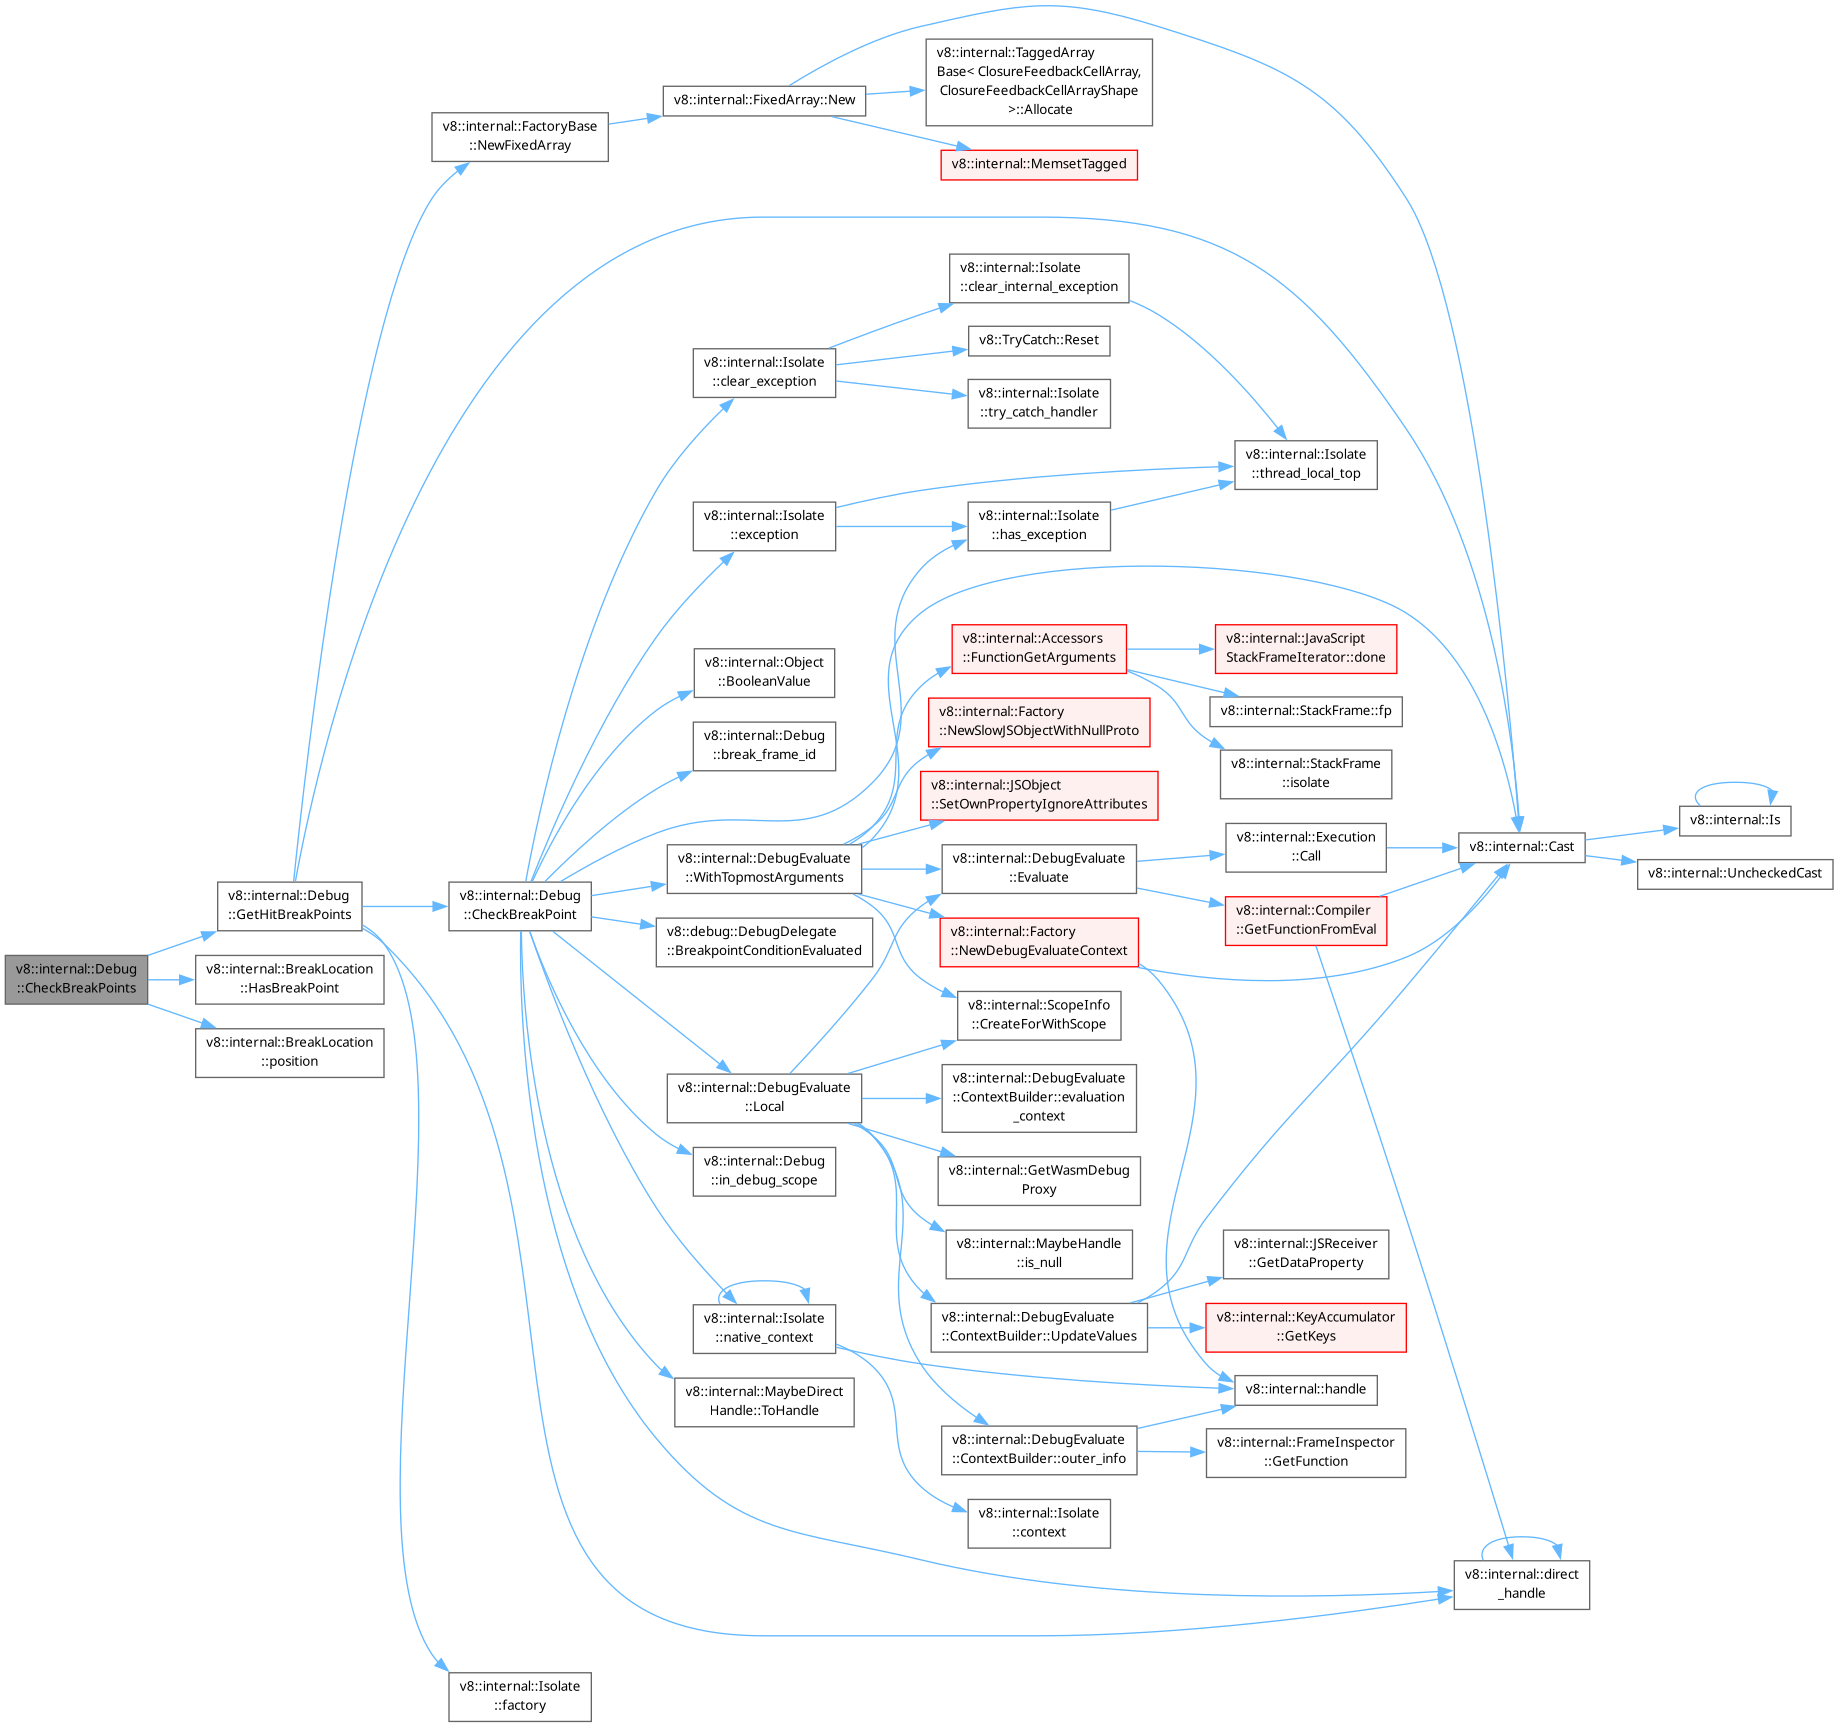 v8::internal::Debug
::CheckBreakPoints
v8::internal::Debug
::GetHitBreakPoints
v8::internal::BreakLocation
::HasBreakPoint
v8::internal::BreakLocation
::position
v8::internal::FactoryBase
::NewFixedArray
v8::internal::Debug
::CheckBreakPoint
v8::internal::Isolate
::factory
v8::internal::FixedArray::New
v8::internal::Isolate
::clear_exception
v8::internal::Isolate
::exception
v8::internal::Object
::BooleanValue
v8::internal::Debug
::break_frame_id
v8::internal::DebugEvaluate
::WithTopmostArguments
v8::debug::DebugDelegate
::BreakpointConditionEvaluated
v8::internal::DebugEvaluate
::Local
v8::internal::Debug
::in_debug_scope
v8::internal::Isolate
::native_context
v8::internal::MaybeDirect
Handle::ToHandle
v8::internal::TaggedArray
Base< ClosureFeedbackCellArray,
ClosureFeedbackCellArrayShape
>::Allocate
v8::internal::MemsetTagged
v8::internal::Isolate
::clear_internal_exception
v8::TryCatch::Reset
v8::internal::Isolate
::try_catch_handler
v8::internal::Isolate
::has_exception
v8::internal::Accessors
::FunctionGetArguments
v8::internal::Factory
::NewSlowJSObjectWithNullProto
v8::internal::JSObject
::SetOwnPropertyIgnoreAttributes
v8::internal::DebugEvaluate
::Evaluate
v8::internal::Factory
::NewDebugEvaluateContext
v8::internal::ScopeInfo
::CreateForWithScope
v8::internal::DebugEvaluate
::ContextBuilder::evaluation
_context
v8::internal::GetWasmDebug
Proxy
v8::internal::MaybeHandle
::is_null
v8::internal::DebugEvaluate
::ContextBuilder::UpdateValues
v8::internal::DebugEvaluate
::ContextBuilder::outer_info
v8::internal::Isolate
::context
v8::internal::Isolate
::thread_local_top
v8::internal::JavaScript
StackFrameIterator::done
v8::internal::StackFrame::fp
v8::internal::StackFrame
::isolate
v8::internal::Execution
::Call
v8::internal::Compiler
::GetFunctionFromEval
v8::internal::JSReceiver
::GetDataProperty
v8::internal::KeyAccumulator
::GetKeys
v8::internal::handle
v8::internal::FrameInspector
::GetFunction
v8::internal::Cast
v8::internal::direct
_handle
v8::internal::Is
v8::internal::UncheckedCast